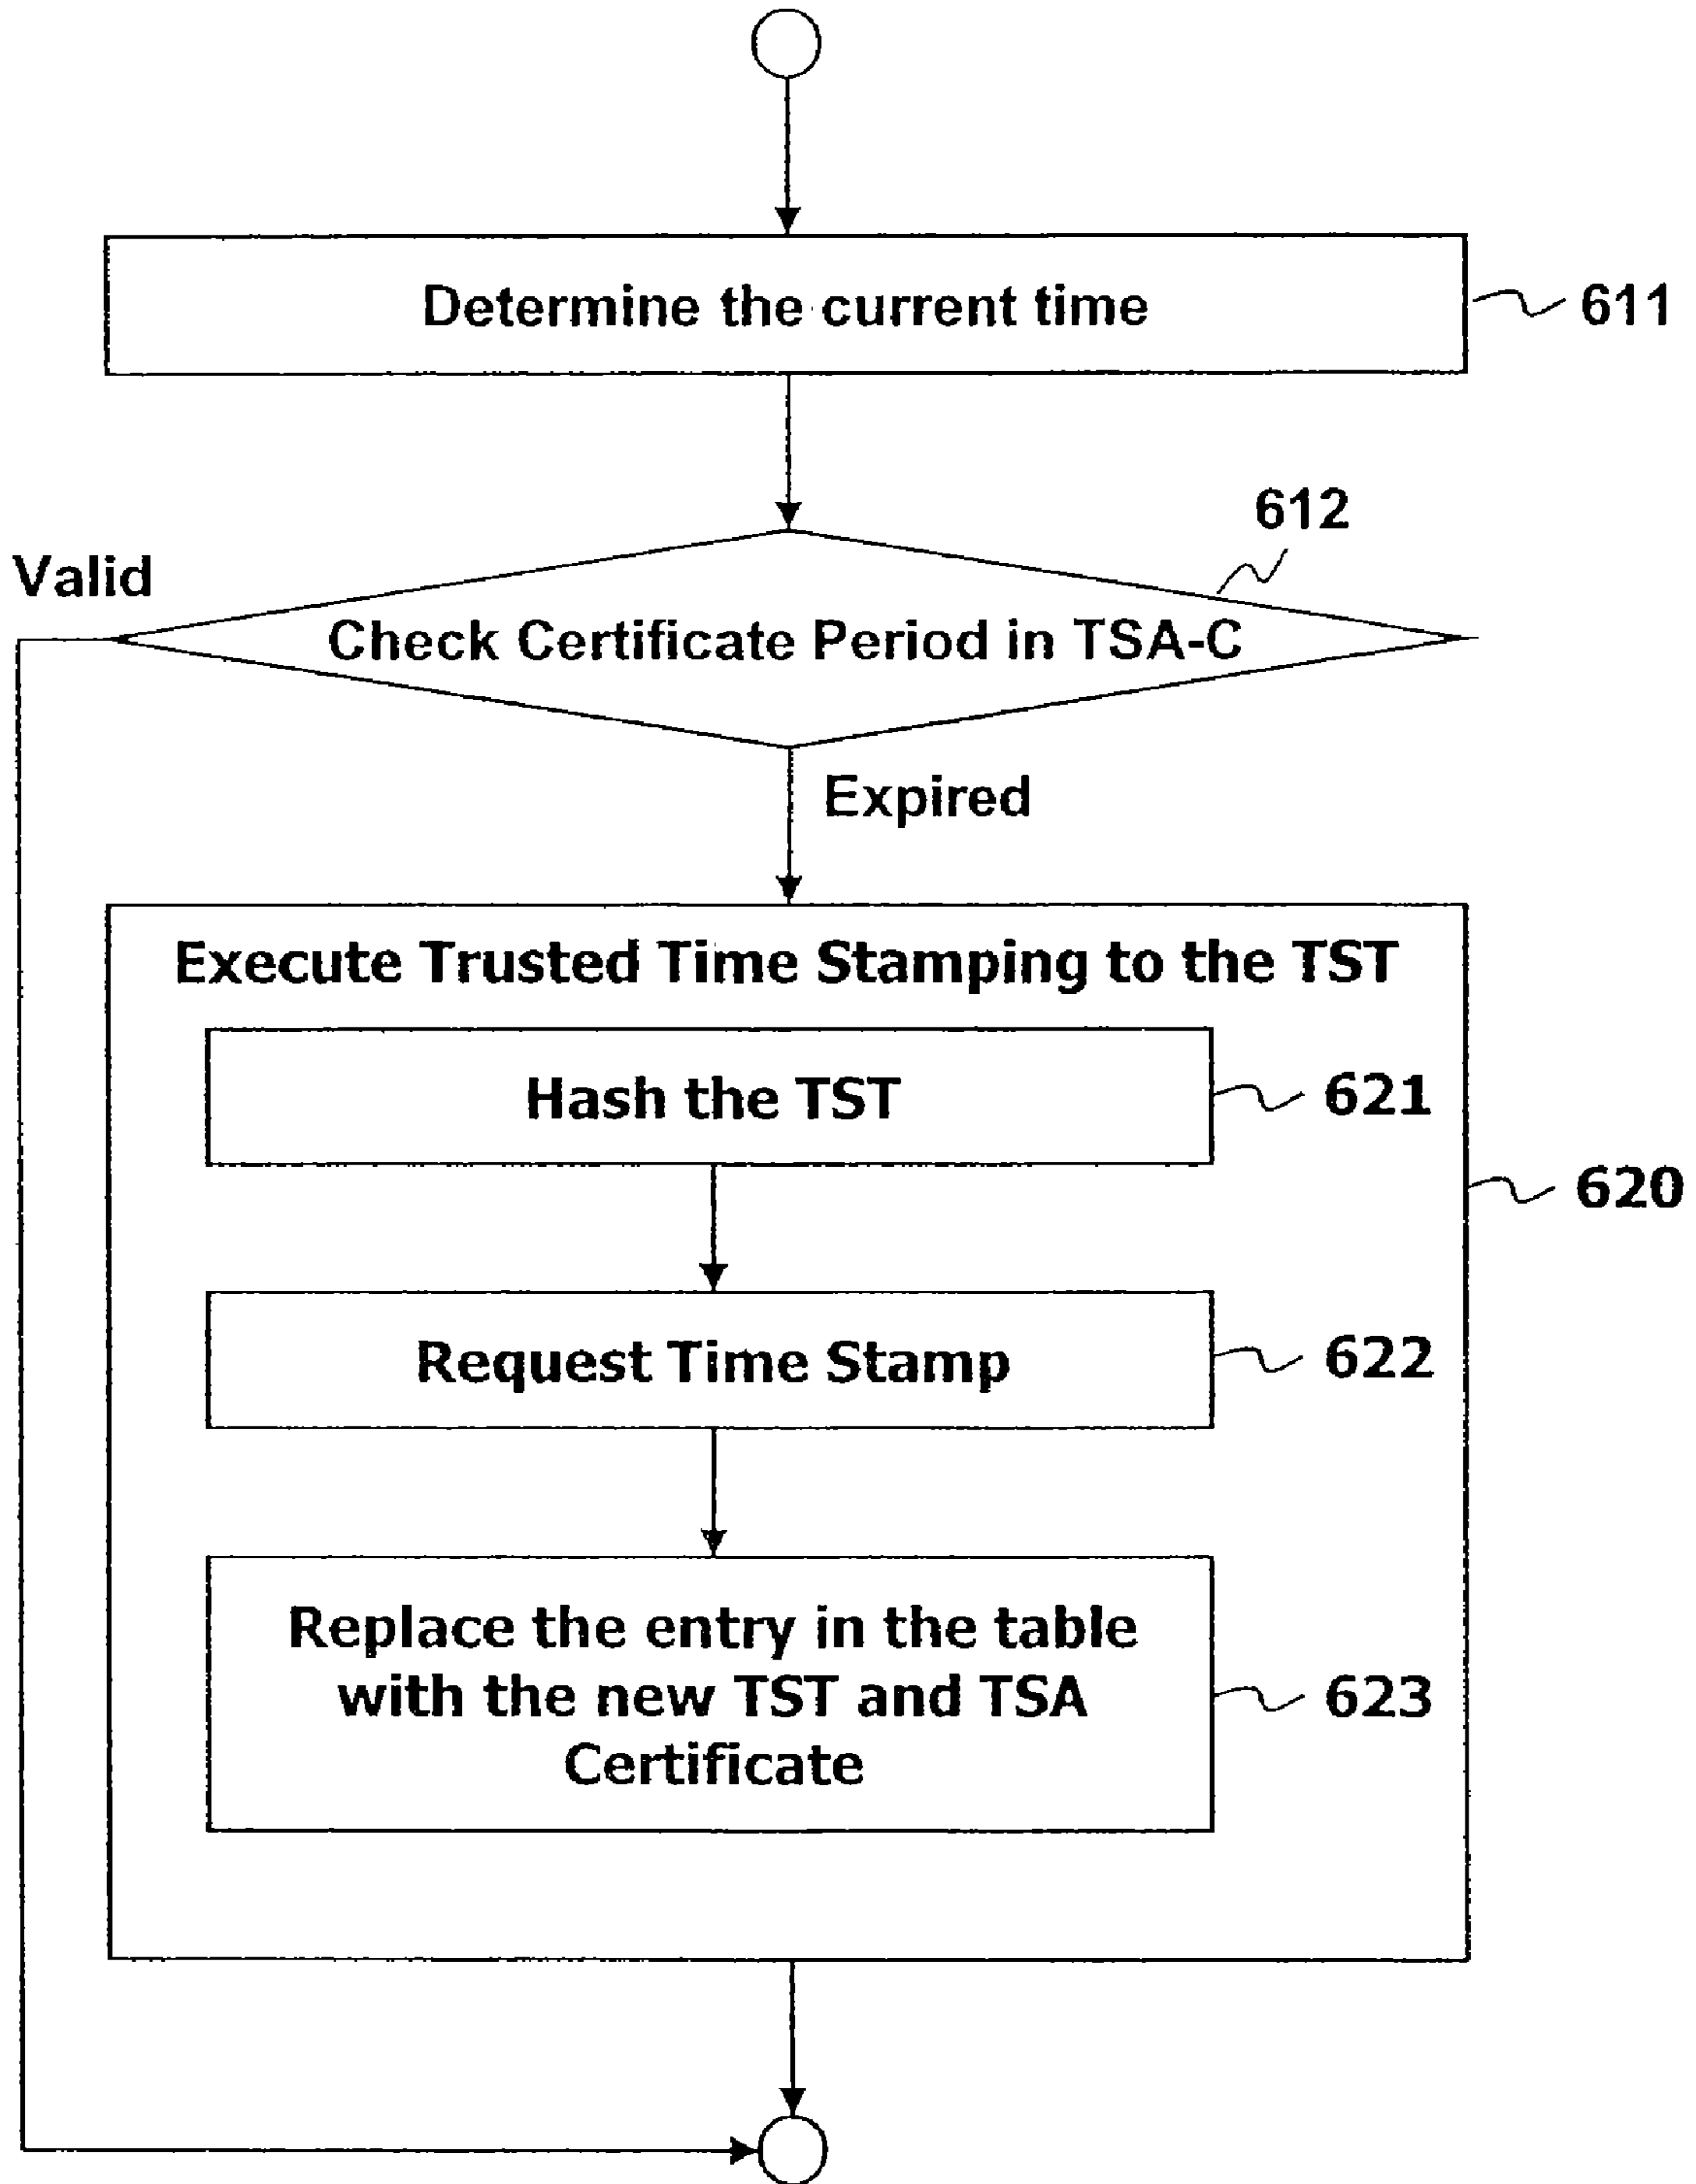 Determine the current time
611
612
Valid
Check Certificate Period in TSA-C
Expired
Execute Trusted Time Stamping to the TST
Hash the TST
621
620
Request Time Stamp
622
Replace the entry in the table
with the new TST and TSA
Certificate
623